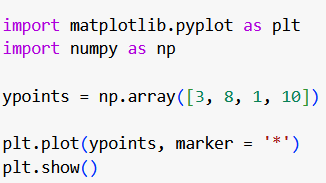 import matplotlib.pyplot as plt
import numpy as np
ypoints = np.array([3, 8, 1, 10])
plt.plot(ypoints, marker = '*')
plt.show()